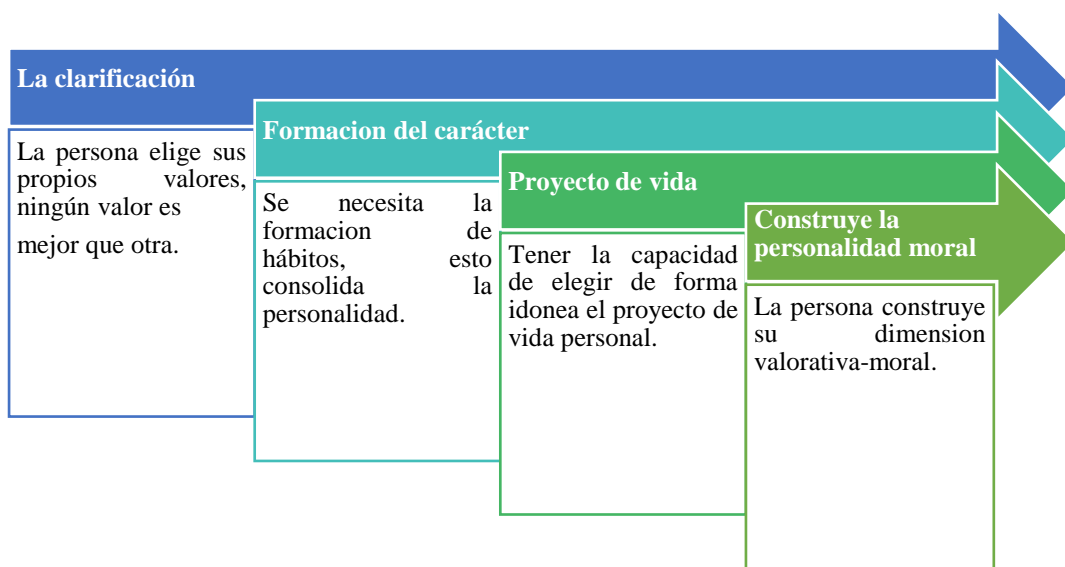 La clarificación
La persona elige sus
propios valores,
ningún valor es
mejor que otra.
Formacion del carácter
Se necesita la
formacion de
hábitos, esto
consolida la
personalidad.
Proyecto de vida
Tener la capacidad
de elegir de forma
idonea el proyecto de
vida personal.
Construye la
personalidad moral
La persona construye
su dimension
valorativa-moral.